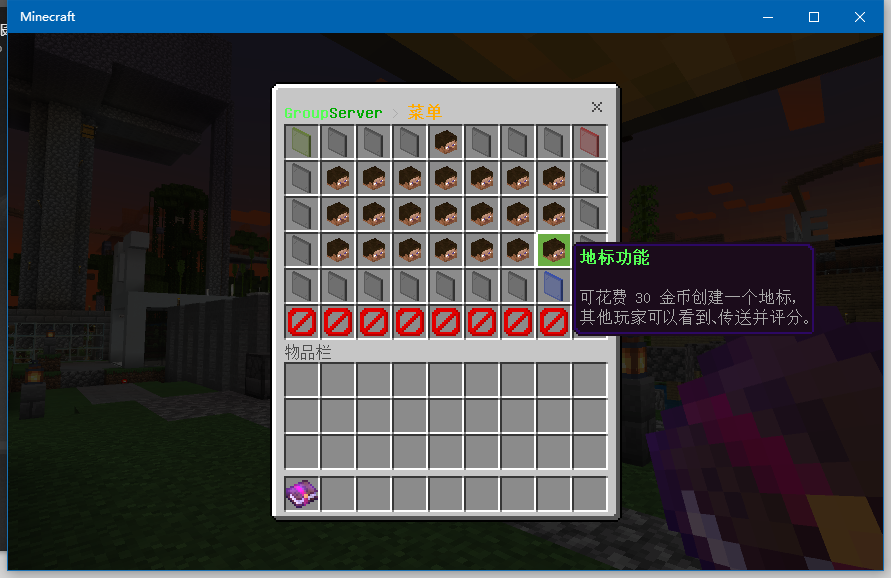 Minecraft
GroupServer > 菜单
地标功能
可花费 30 金币创建一个地标,
其他玩家可以看到、传送并评分。
物品栏